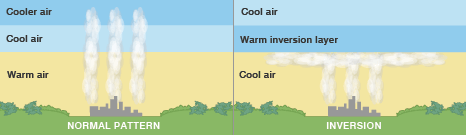 Cooler air
Cool air
Warm air
NORMAL PATTERN
Cool air
Warm inversion layer
Cool air
INVERSION